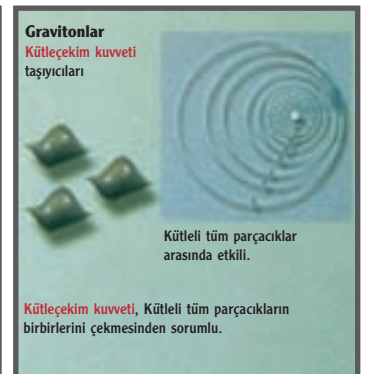 Gravitonlar
Kütleçekim kuvveti
taşıyıcıları
Kütleli tüm parçacıklar
arasında etkili.
Kütleçekim kuvveti, Kütleli tüm parçacıkların
birbirlerini çekmesinden sorumlu.